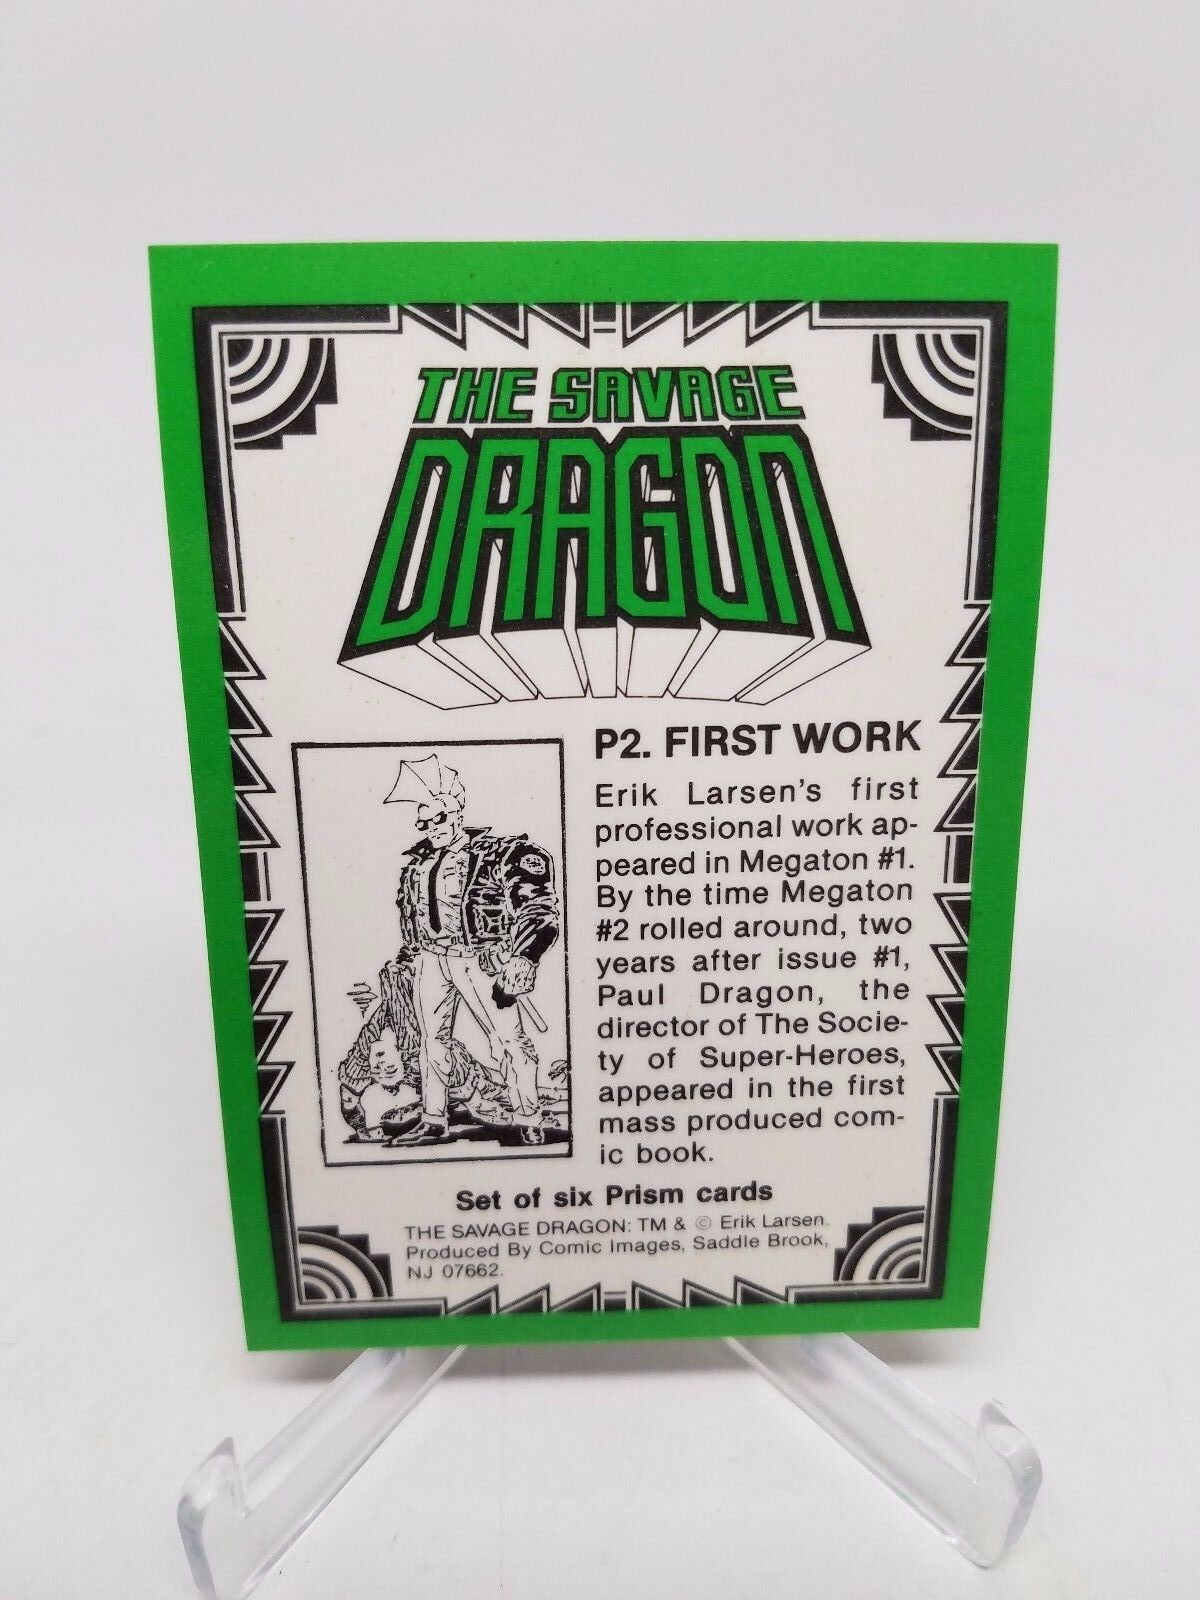 THE SAVAGE
DRAGON
P2. FIRST WORK
Erik Larsen's first
professional work ap-
peared in Megaton #1.
By the time Megaton
#2 rolled around, two
years after issue #1,
Paul Dragon, the
director of The Socie-
ty of Super-Heroes,
appeared in the first
mass produced com-
ic book.
Set of six Prism cards
THE SAVAGE DRAGON: TM & © Erik Larsen.
Produced By Comic Images, Saddle Brook,
NJ 07662.